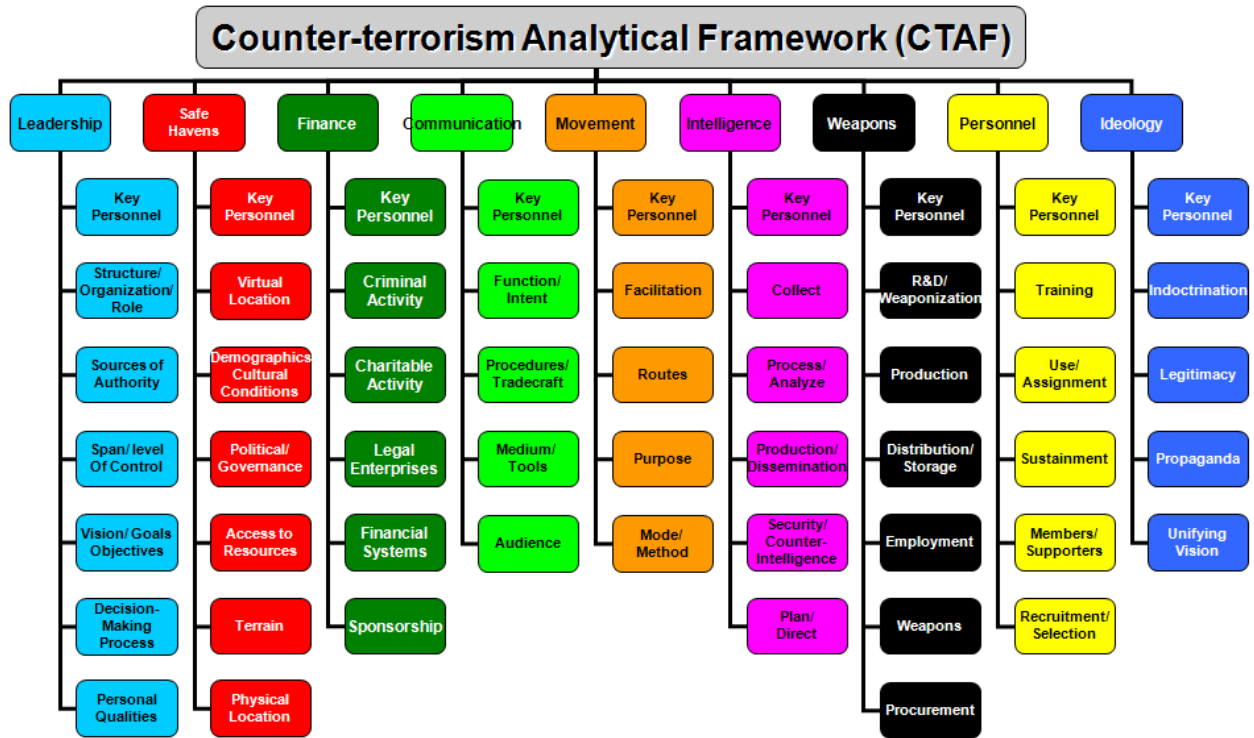 Counter-terrorism Analytical Framework (CTAF)
Leadership
Safe
Havens
Finance
Communication
Movement
Intelligence
Weapons
Personnel
Ideology
Key
Personnel
Structure/
Organization/
Role
Sources of
Authority
Span/ level
Of Control
Vision/ Goals
Objectives
Decision-
Making
Process
Personal
Qualities
Key
Personnel
Virtual
Location
Demographics
Cultural
Conditions
Political/
Governance
Access to
Resources
Terrain
Physical
Location
Key
Personnel
Criminal
Activity
Charitable
Activity
Legal
Enterprises
Financial
Systems
Sponsorship
Key
Personnel
Function/
Intent
Procedures/
Tradecraft
Medium/
Tools
Audience
Key
Personnel
Facilitation
Routes
Purpose
Mode/
Method
Key
Personnel
Collect
Process/
Analyze
Production/
Dissemination
Security/
Counter-
Intelligence
Plan/
Direct
Key
Personnel
R&D/
Weaponization
Production
Distribution/
Storage
Employment
Weapons
Procurement
Key
Personnel
Training
Use/
Assignment
Sustainment
Members/
Supporters
Recruitment/
Selection
Key
Personnel
Indoctrination
Legitimacy
Propaganda
Unifying
Vision